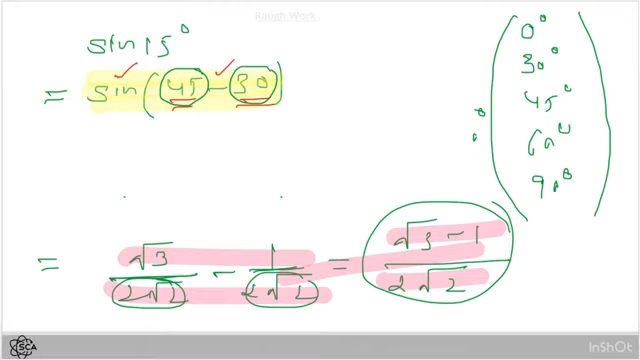 Rough Work
sin 15°
= sin (45 - 30)
0°
30°
45°
60°
90°
= √3/2√2 - 1/2√2 = √3 - 1/2√2
SCA
InShOt